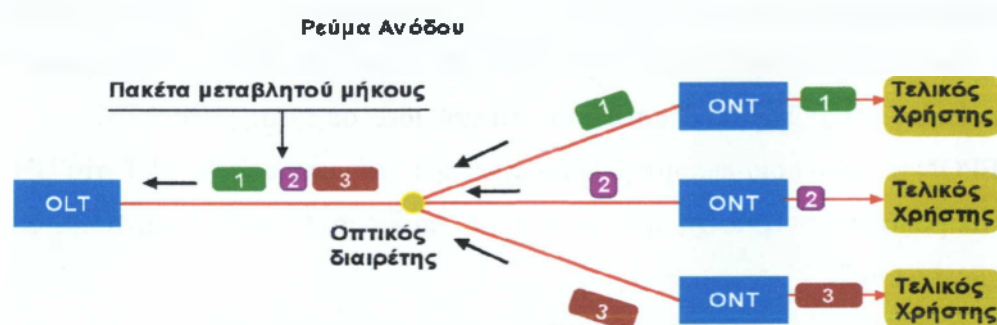 Ρεύμα Ανόδου
Πακέτα μεταβλητού μήκους
1
ONT
1
Τελικός
Χρήστης
1
2
3
OLT
2
ONT
2
Τελικός
Χρήστης
Οπτικός
διαιρέτης
3
ONT
3
Τελικός
Χρήστης